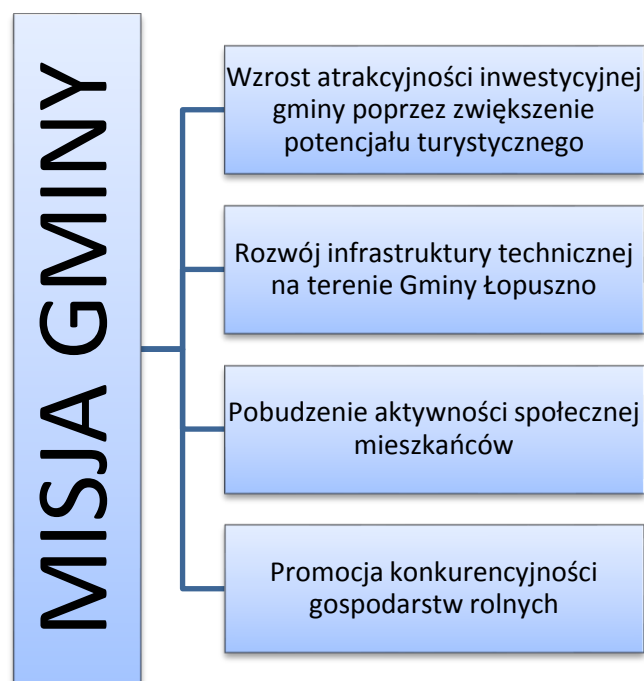 MISJA GMINY
Wzrost atrakcyjności inwestycyjnej
gminy poprzez zwiększenie
potencjału turystycznego
Rozwój infrastruktury technicznej
na terenie Gminy Łopuszno
Pobudzenie aktywności społecznej
mieszkańców
Promocja konkurencyjności
gospodarstw rolnych